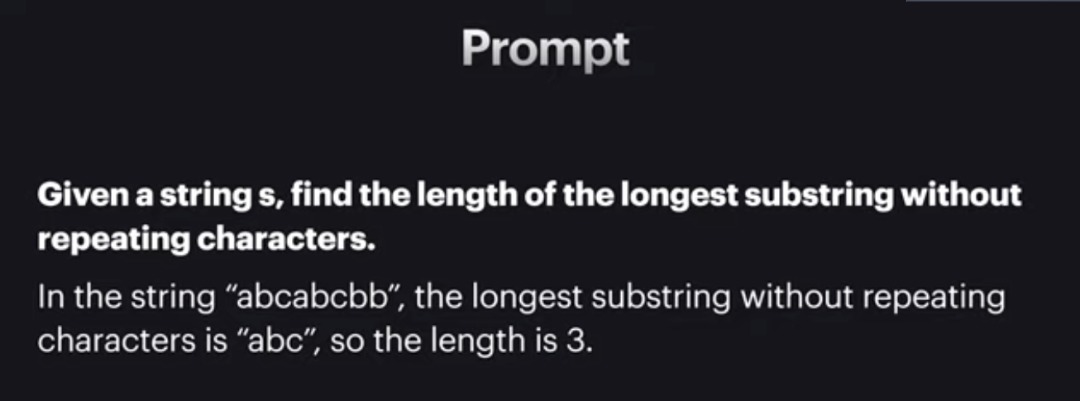 Prompt
Given a string s, find the length of the longest substring without
repeating characters.
In the string “abcabcbb”, the longest substring without repeating
characters is “abc”, so the length is 3.